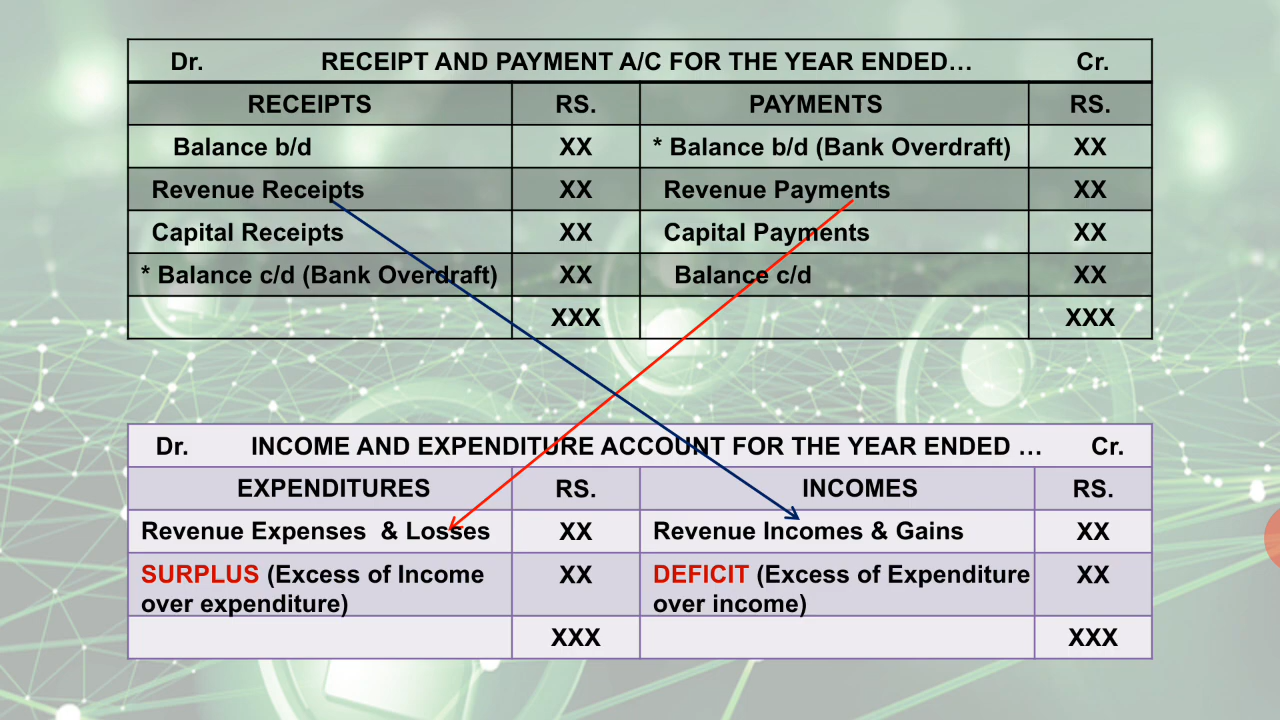 Dr. RECEIPT AND PAYMENT A/C FOR THE YEAR ENDED… Cr.
RECEIPTS RS. PAYMENTS RS.
Balance b/d XX * Balance b/d (Bank Overdraft) XX
Revenue Receipts XX Revenue Payments XX
Capital Receipts XX Capital Payments XX
* Balance c/d (Bank Overdraft) XX Balance c/d XX
XXX XXX
Dr. INCOME AND EXPENDITURE ACCOUNT FOR THE YEAR ENDED … Cr.
EXPENDITURES RS. INCOMES RS.
Revenue Expenses & Losses XX Revenue Incomes & Gains XX
SURPLUS (Excess of Income XX DEFICIT (Excess of Expenditure XX
over expenditure) over income)
XXX XXX